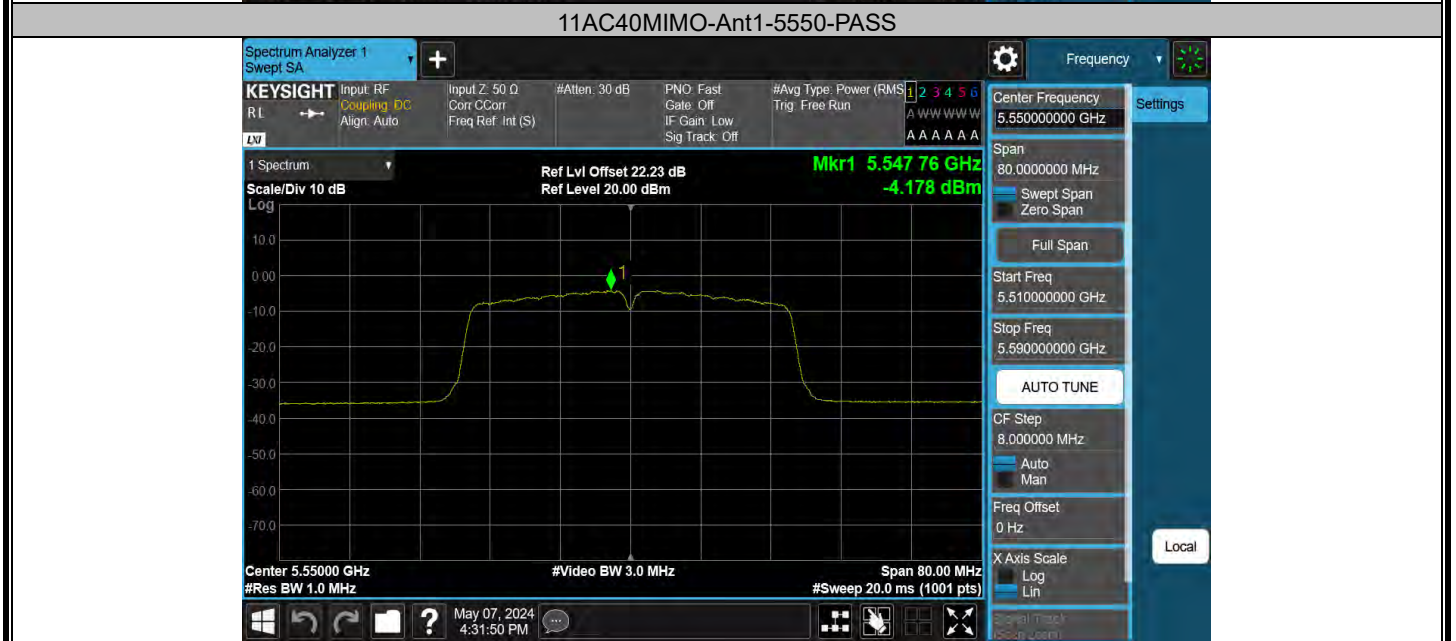 11AC40MIMO-Ant1-5550-PASS
Spectrum Analyzer 1
Swept SA
+
Frequency
KEYSIGHT
RL
LXI
Input: RF
Coupling: DC
Align: Auto
Input Z: 50 Ω
Corr CCorr
Freq Ref: Int (S)
#Atten: 30 dB
PNO: Fast
Gate: Off
IF Gain: Low
Sig Track: Off
#Avg Type: Power (RMS
Trig: Free Run
1 2 3 4 5 6
A W W W W W
A A A A A A
Center Frequency
5.550000000 GHz
Settings
Span
80.0000000 MHz
Swept Span
Zero Span
Full Span
Start Freq
5.510000000 GHz
Stop Freq
5.590000000 GHz
AUTO TUNE
CF Step
8.000000 MHz
Auto
Man
Freq Offset
0 Hz
X Axis Scale
Log
Lin
Signal Track
(Span Zoom)
Local
1 Spectrum
Scale/Div 10 dB
Log
Ref Lvl Offset 22.23 dB
Ref Level 20.00 dBm
Mkr1 5.547 76 GHz
-4.178 dBm
1
10.0
0.00
-10.0
-20.0
-30.0
-40.0
-50.0
-60.0
-70.0
Center 5.55000 GHz
#Res BW 1.0 MHz
#Video BW 3.0 MHz
Span 80.00 MHz
#Sweep 20.0 ms (1001 pts)
?
May 07, 2024
4:31:50 PM